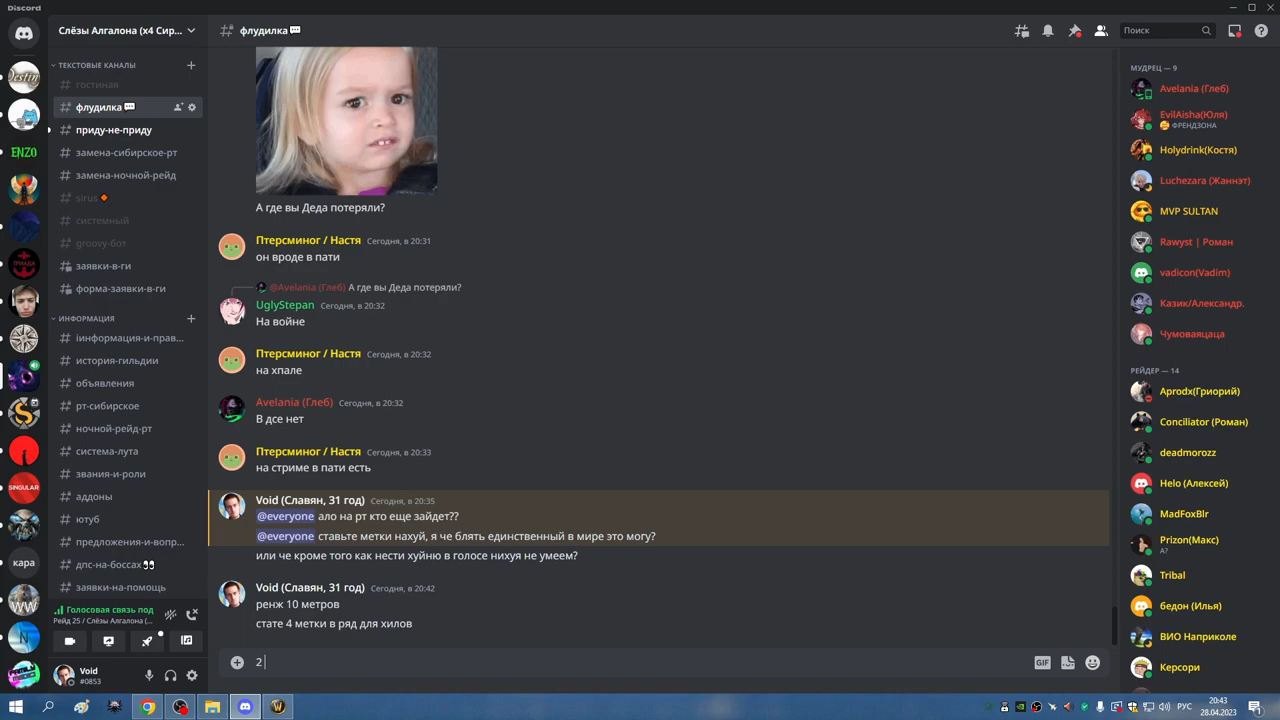 Discord
Слёзы Алгалона (x4 Сир...
флудилка
Поиск
ТЕКСТОВЫЕ КАНАЛЫ
гостиная
флудилка
приду-не-приду
замена-сибирское-рт
замена-ночной-рейд
sirus
системный
groovy-бот
заявки-в-ги
форма-заявки-в-ги
ИНФОРМАЦИЯ
информация-и-прав...
история-гильдии
объявления
рт-сибирское
ночной-рейд-рт
система-лута
звания-и-роли
аддоны
ютуб
предложения-и-вопр...
дпс-на-боссах
заявки-на-помощь
Голосовая связь под
Рейд 25 / Слёзы Алгалона (...
Void
#0853
Destiny
ENZO
ТРИАДА
SINGULAR
кара
WW
N
А где вы Деда потеряли?
Птерсминог / Настя Сегодня, в 20:31
он вроде в пати
@Avelania (Глеб) А где вы Деда потеряли?
UglyStepan Сегодня, в 20:32
На войне
Птерсминог / Настя Сегодня, в 20:32
на хпале
Avelania (Глеб) Сегодня, в 20:32
В дсе нет
Птерсминог / Настя Сегодня, в 20:33
на стриме в пати есть
Void (Славян, 31 год) Сегодня, в 20:35
@everyone ало на рт кто еще зайдет??
@everyone ставьте метки нахуй, я че блять единственный в мире это могу?
или че кроме того как нести хуйню в голосе нихуя не умеем?
Void (Славян, 31 год) Сегодня, в 20:42
ренж 10 метров
стате 4 метки в ряд для хилов
2
GIF
МУДРЕЦ — 9
Avelania (Глеб)
EvilAisha(Юля)
ФРЕНДЗОНА
Holydrink(Костя)
Luchezara (Жаннэт)
MVP SULTAN
Rawyst | Роман
vadicon(Vadim)
Казик/Александр.
Чумоваяцаца
РЕЙДЕР — 14
Aprodx(Гриорий)
Conciliator (Роман)
deadmorozz
Helo (Алексей)
MadFoxBlr
Prizon(Макс)
А?
Tribal
бедон (Илья)
ВИО Наприколе
Керсори
РУС
20:43
28.04.2023
1